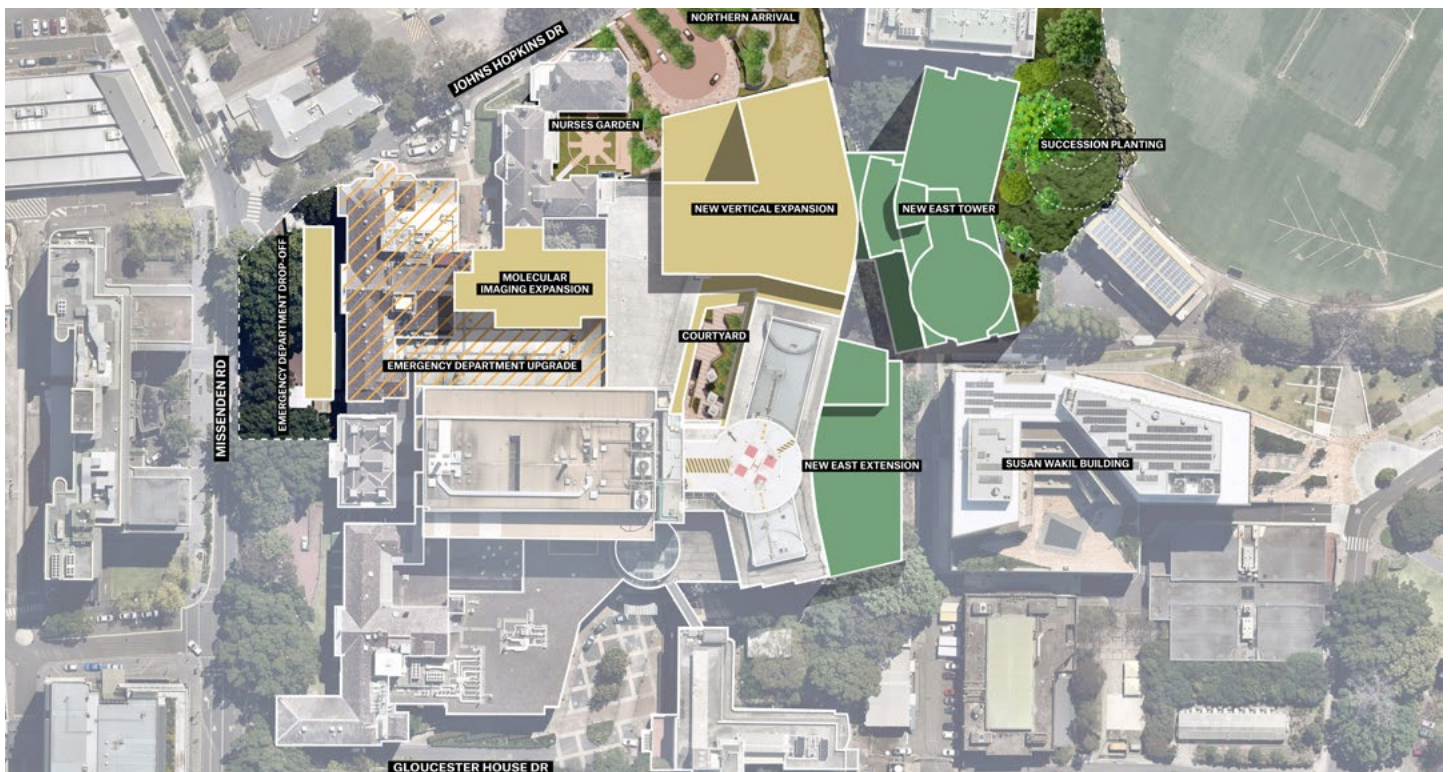 NORTHERN ARRIVAL
JOHNS HOPKINS DR
NURSES GARDEN
SUCCESSION PLANTING
NEW VERTICAL EXPANSION
NEW EAST TOWER
MOLECULAR
IMAGING EXPANSION
EMERGENCY DEPARTMENT DROP-OFF
COURTYARD
EMERGENCY DEPARTMENT UPGRADE
MISSENDEN RD
NEW EAST EXTENSION
SUSAN WAKIL BUILDING
GLOUCESTER HOUSE DR